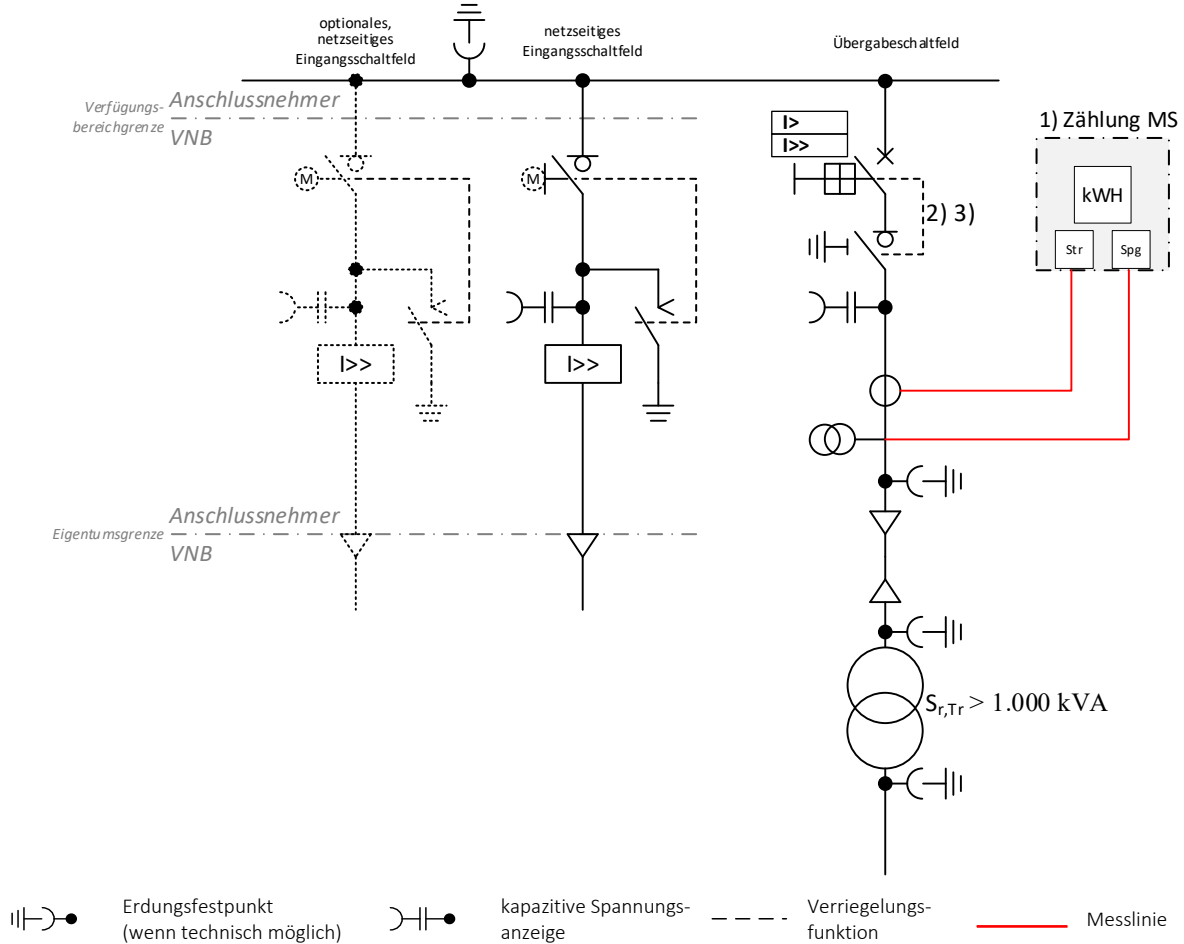 optionales,
netzseitiges
Eingangsschaltfeld
netzseitiges
Eingangsschaltfeld
Übergabeschaltfeld
Verfügungs-
bereichgrenze
Anschlussnehmer
VNB
1) Zählung MS
kWH
Str
Spg
I>
I>>
M
M
2) 3)
I>>
I>>
Eigentumsgrenze
Anschlussnehmer
VNB
Sr,Tr > 1.000 kVA
Erdungsfestpunkt
(wenn technisch möglich)
kapazitive Spannungs-
anzeige
Verriegelungs-
funktion
Messlinie